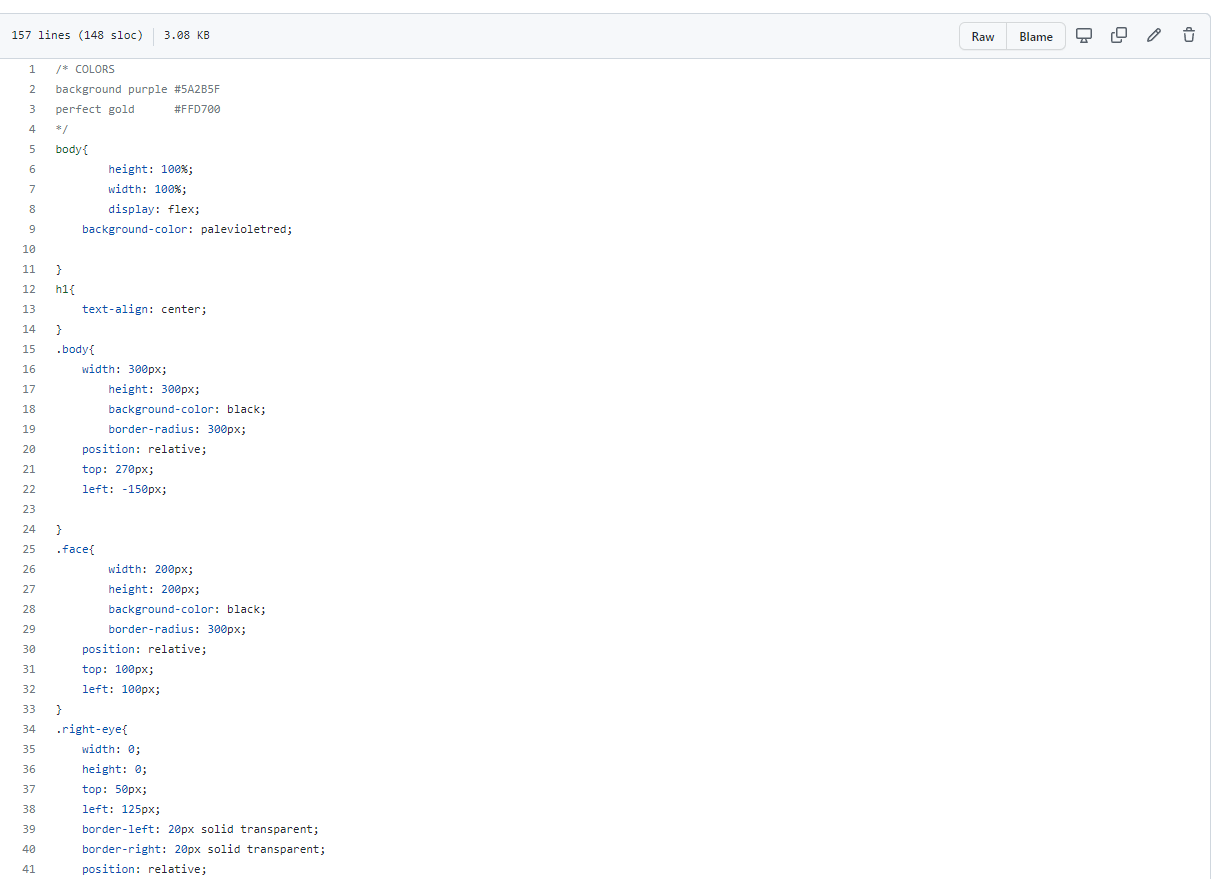 157 lines (148 sloc) 3.08 KB Raw Blame
1 /* COLORS
2 background purple #5A2B5F
3 perfect gold      #FFD700
4 */
5 body{
6         height: 100%;
7         width: 100%;
8         display: flex;
9     background-color: palevioletred;
10
11 }
12 h1{
13     text-align: center;
14 }
15 .body{
16     width: 300px;
17         height: 300px;
18         background-color: black;
19         border-radius: 300px;
20     position: relative;
21     top: 270px;
22     left: -150px;
23
24 }
25 .face{
26         width: 200px;
27         height: 200px;
28         background-color: black;
29         border-radius: 300px;
30     position: relative;
31     top: 100px;
32     left: 100px;
33 }
34 .right-eye{
35     width: 0;
36     height: 0;
37     top: 50px;
38     left: 125px;
39     border-left: 20px solid transparent;
40     border-right: 20px solid transparent;
41     position: relative;